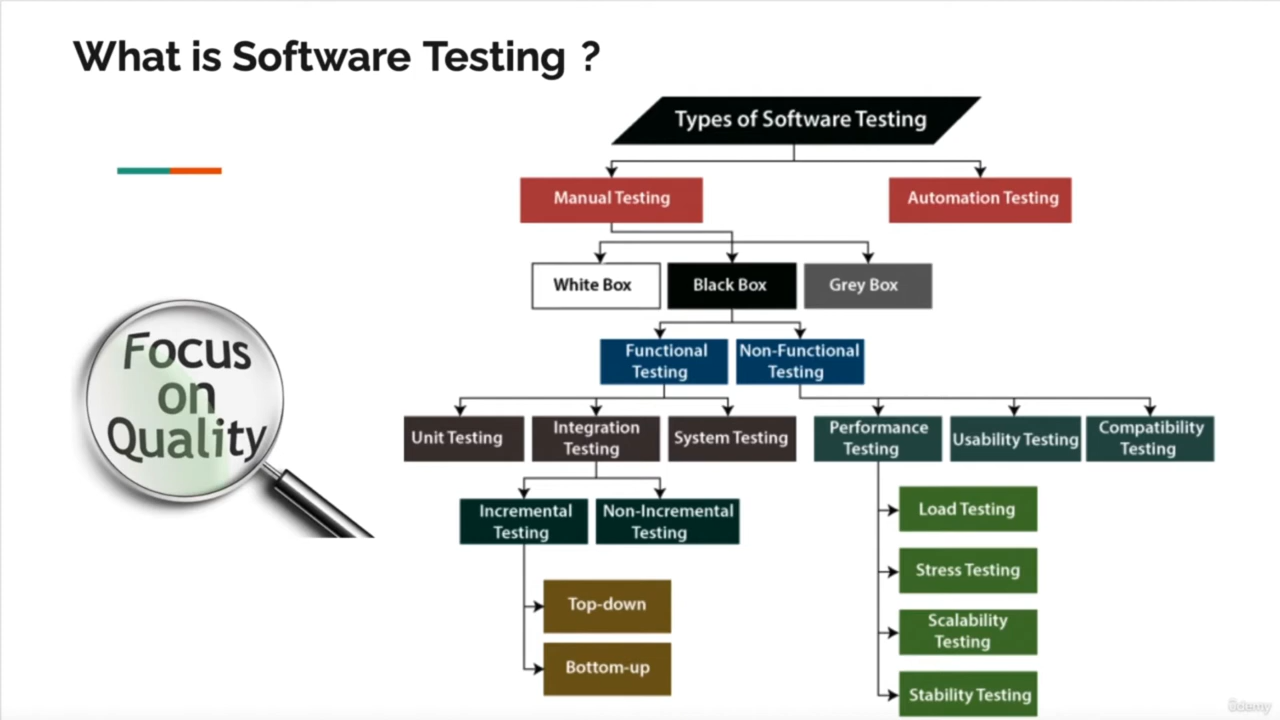 What is Software Testing ?
Types of Software Testing
Manual Testing
Automation Testing
White Box
Black Box
Grey Box
Functional
Testing
Non-Functional
Testing
Focus
on
Quality
Unit Testing
Integration
Testing
System Testing
Performance
Testing
Usability Testing
Compatibility
Testing
Incremental
Testing
Non-Incremental
Testing
Load Testing
Stress Testing
Top-down
Scalability
Testing
Bottom-up
Stability Testing
ûdemy